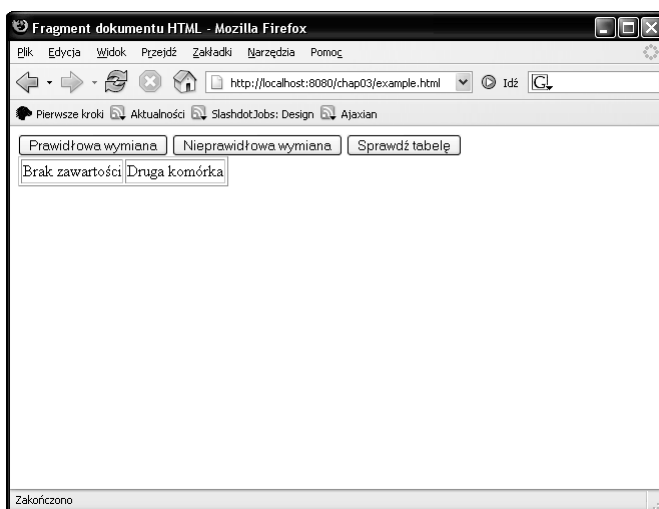 Fragment dokumentu HTML - Mozilla Firefox
Plik Edycja Widok Przejdź Zakładki Narzędzia Pomoc
http://localhost:8080/chap03/example.html Idź G
Pierwsze kroki Aktualności SlashdotJobs: Design Ajaxian
Prawidłowa wymiana Nieprawidłowa wymiana Sprawdź tabelę
Brak zawartości Druga komórka
Zakończono